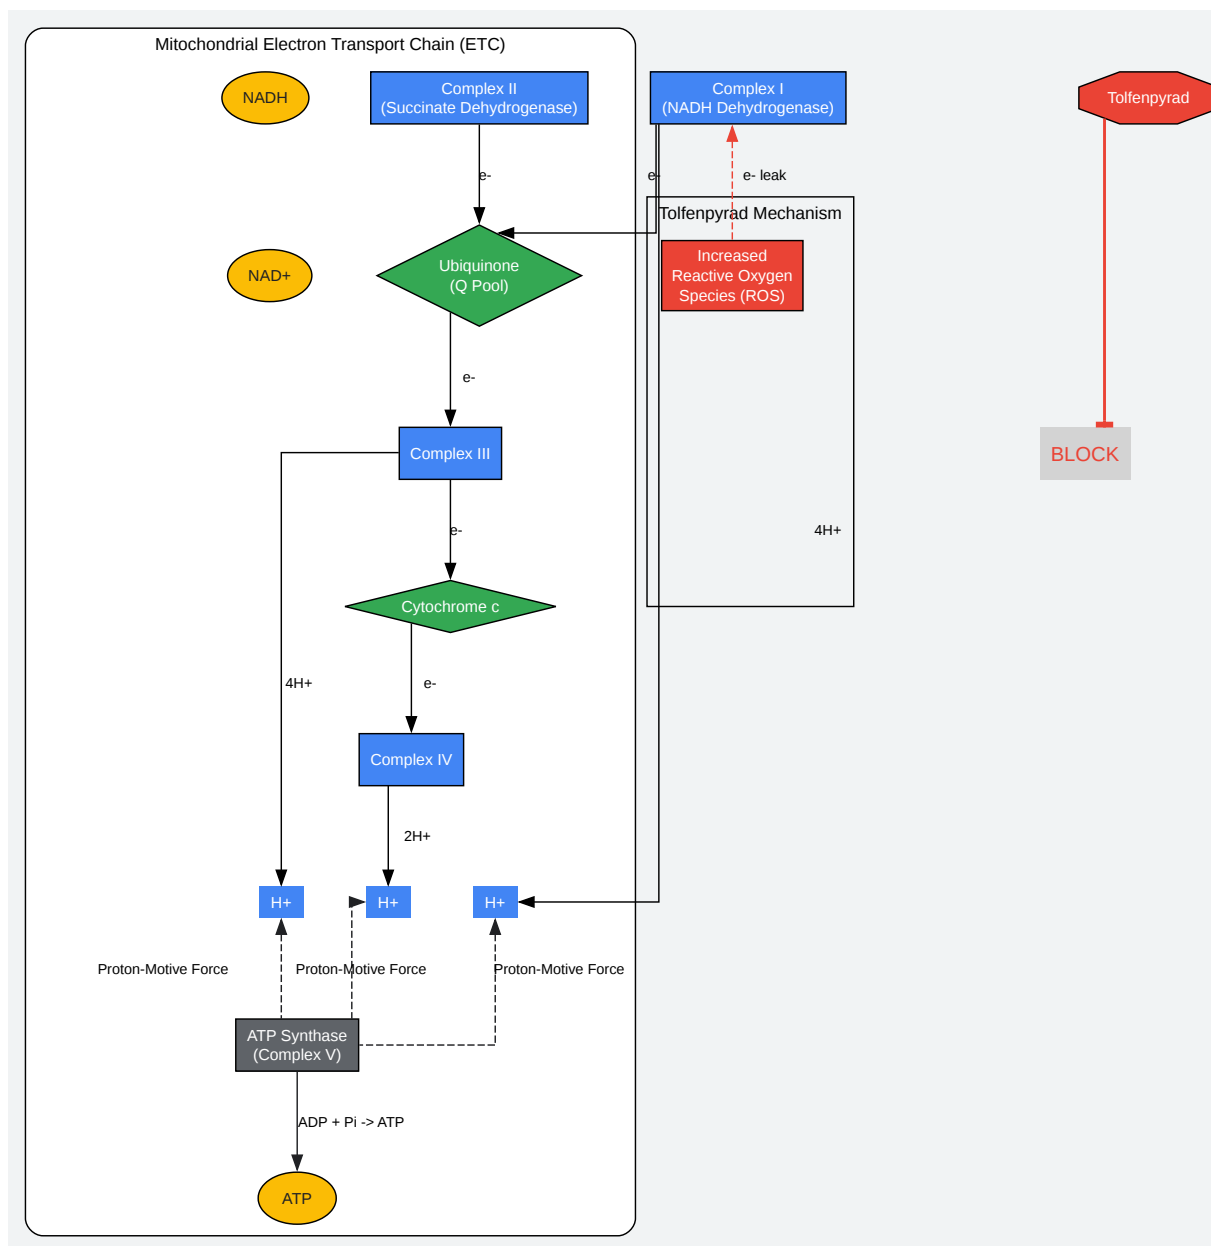 Mitochondrial Electron Transport Chain (ETC)
NADH
Complex II
(Succinate Dehydrogenase)
Complex I
(NADH Dehydrogenase)
Tolfenpyrad
e-
e-
e- leak
Tolfenpyrad Mechanism
NAD+
Ubiquinone
(Q Pool)
Increased
Reactive Oxygen
Species (ROS)
e-
Complex III
BLOCK
e-
4H+
Cytochrome c
4H+
e-
Complex IV
2H+
H+
H+
H+
Proton-Motive Force
Proton-Motive Force
Proton-Motive Force
ATP Synthase
(Complex V)
ADP + Pi -> ATP
ATP